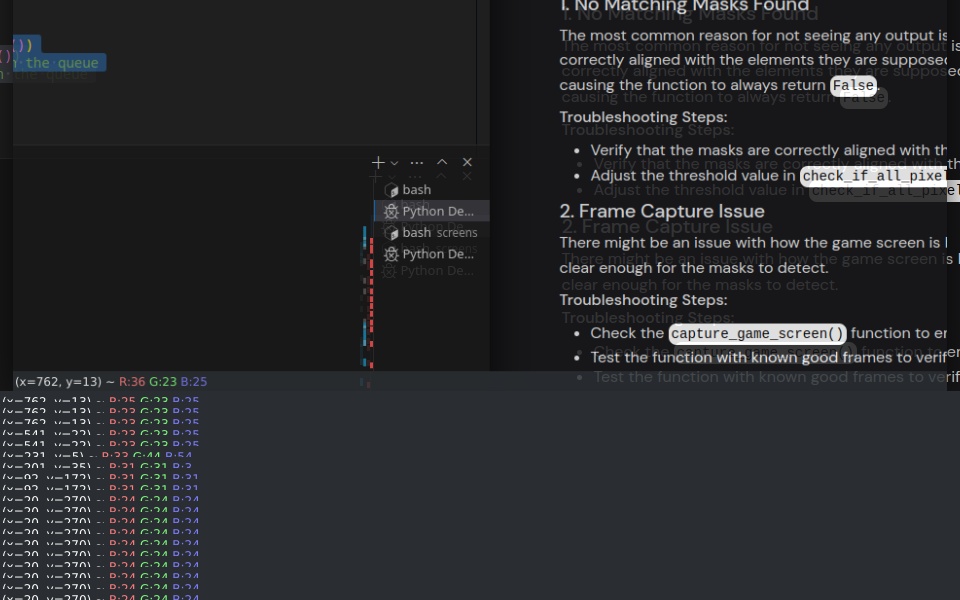 ())
n the queue
bash
Python De...
bash screens
Python De...
1. No Matching Masks Found
The most common reason for not seeing any output is
correctly aligned with the elements they are supposed
causing the function to always return False.
Troubleshooting Steps:
• Verify that the masks are correctly aligned with th
• Adjust the threshold value in check_if_all_pixel
2. Frame Capture Issue
There might be an issue with how the game screen is
clear enough for the masks to detect.
Troubleshooting Steps:
• Check the capture_game_screen() function to er
• Test the function with known good frames to verif
(x=762, y=13) ~ R:36 G:23 B:25
(x=762, y=13) ~ R:25 G:23 B:25
(x=762, y=13) ~ R:23 G:23 B:25
(x=762, y=13) ~ R:23 G:23 B:25
(x=541, y=22) ~ R:23 G:23 B:25
(x=541, y=22) ~ R:23 G:23 B:25
(x=231, y=5) ~ R:33 G:44 B:54
(x=201, y=35) ~ R:31 G:31 B:3
(x=92, y=172) ~ R:31 G:31 B:31
(x=92, y=172) ~ R:31 G:31 B:31
(x=20, y=270) ~ R:24 G:24 B:24
(x=20, y=270) ~ R:24 G:24 B:24
(x=20, y=270) ~ R:24 G:24 B:24
(x=20, y=270) ~ R:24 G:24 B:24
(x=20, y=270) ~ R:24 G:24 B:24
(x=20, y=270) ~ R:24 G:24 B:24
(x=20, y=270) ~ R:24 G:24 B:24
(x=20, y=270) ~ R:24 G:24 B:24
(x=20, y=270) ~ R:24 G:24 B:24
(x=20, y=270) ~ R:24 G:24 B:24